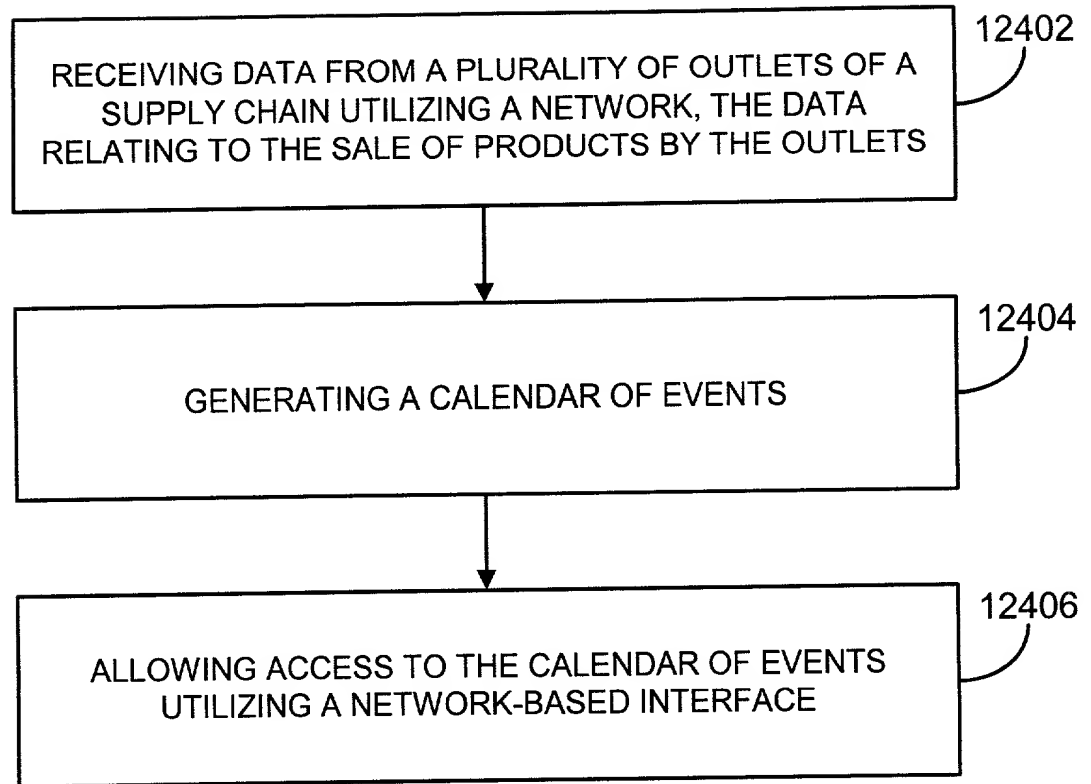 12402
RECEIVING DATA FROM A PLURALITY OF OUTLETS OF A
SUPPLY CHAIN UTILIZING A NETWORK, THE DATA
RELATING TO THE SALE OF PRODUCTS BY THE OUTLETS
12404
GENERATING A CALENDAR OF EVENTS
12406
ALLOWING ACCESS TO THE CALENDAR OF EVENTS
UTILIZING A NETWORK-BASED INTERFACE